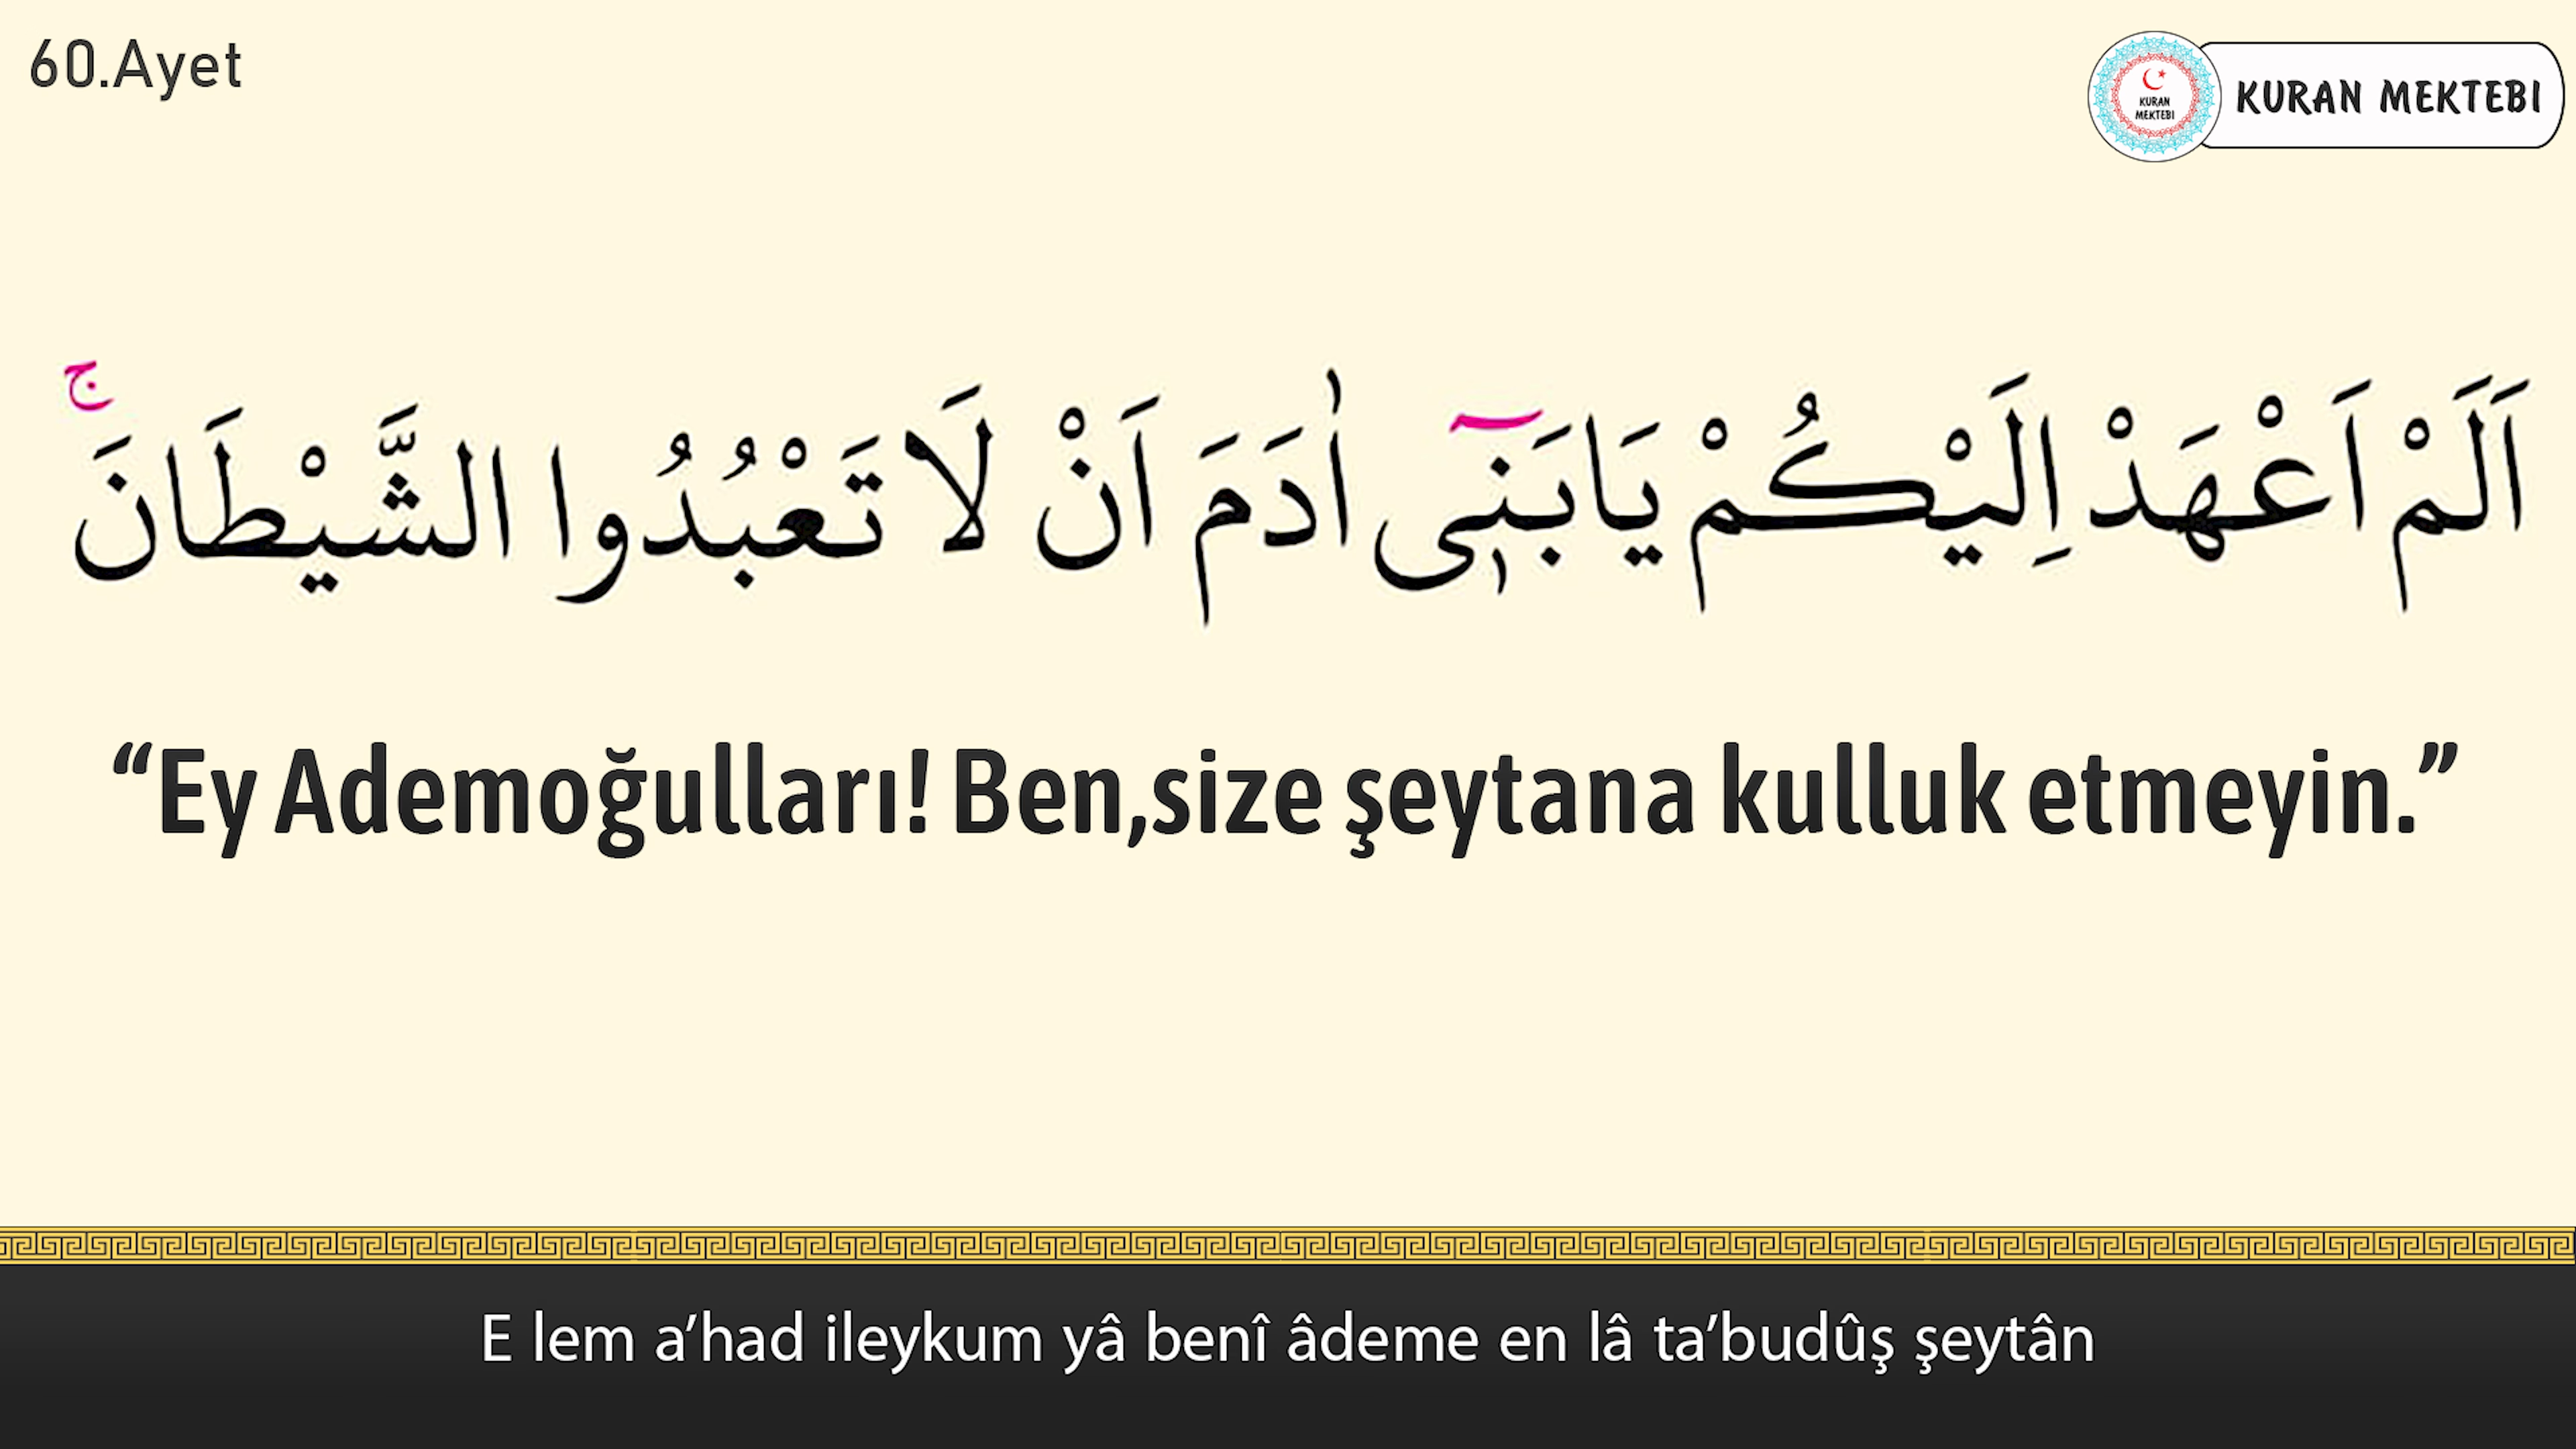 60.Ayet
KURAN
MEKTEBI
KURAN MEKTEBI
اَلَمْ اَعْهَدْ اِلَيْكُمْ يَابَنٖٓى اٰدَمَ اَنْ لَا تَعْبُدُوا الشَّيْطَانَۚ
“Ey Ademoğulları! Ben,size şeytana kulluk etmeyin.”
E lem a’had ileykum yâ benî âdeme en lâ ta’budûş şeytân